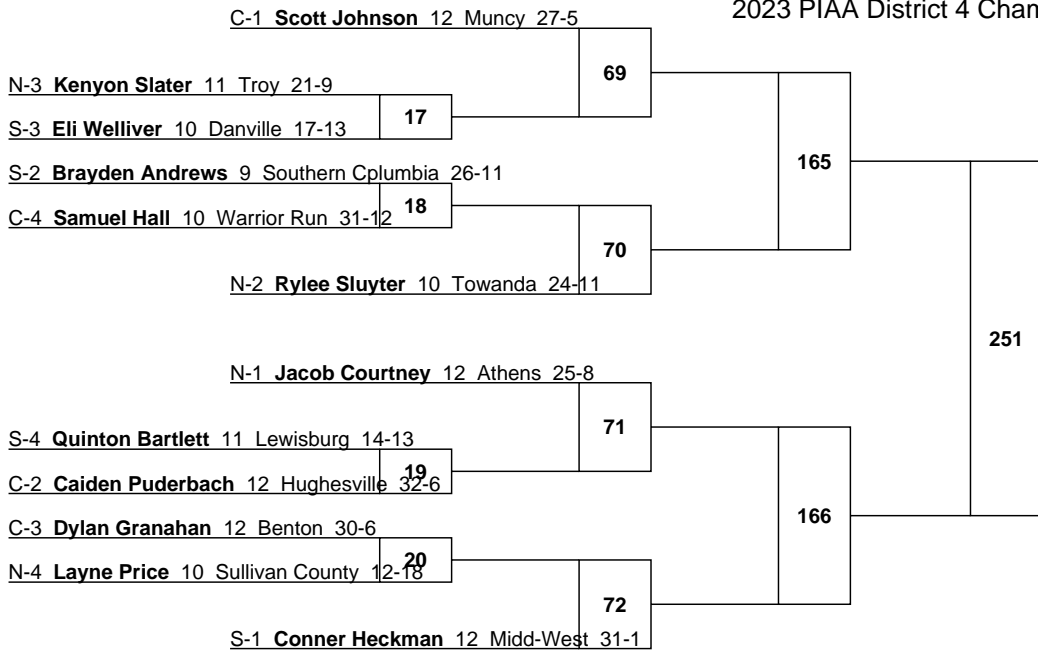 2023 PIAA District 4 Cham
C-1 Scott Johnson 12 Muncy 27-5
69
N-3 Kenyon Slater 11 Troy 21-9
17
S-3 Eli Welliver 10 Danville 17-13
165
S-2 Brayden Andrews 9 Southern Cplumbia 26-11
18
C-4 Samuel Hall 10 Warrior Run 31-12
70
N-2 Rylee Sluyter 10 Towanda 24-11
251
N-1 Jacob Courtney 12 Athens 25-8
71
S-4 Quinton Bartlett 11 Lewisburg 14-13
19
C-2 Caiden Puderbach 12 Hughesville 32-6
166
C-3 Dylan Granahan 12 Benton 30-6
20
N-4 Layne Price 10 Sullivan County 12-18
72
S-1 Conner Heckman 12 Midd-West 31-1